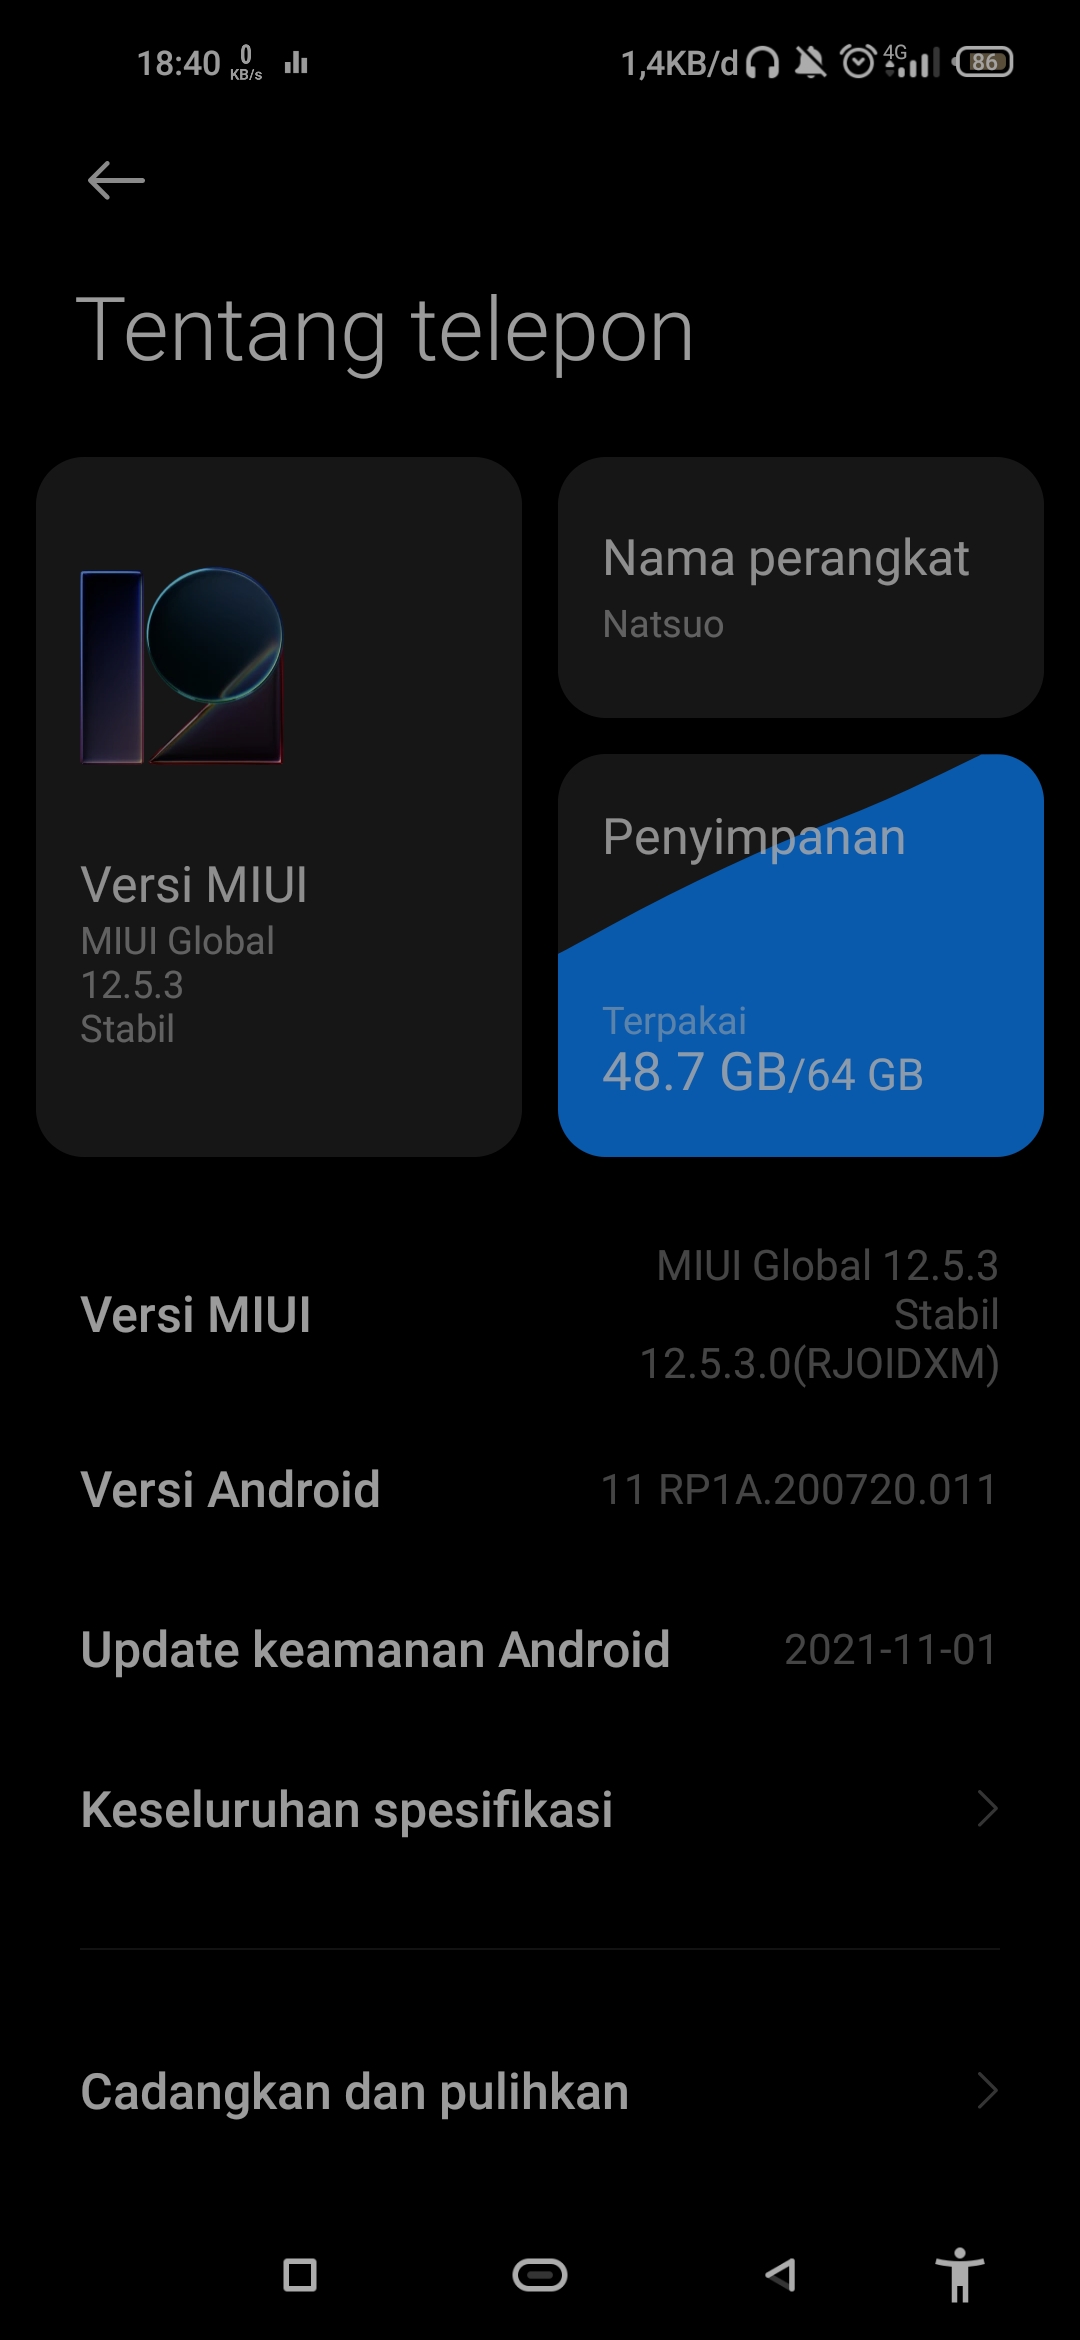 18:40 0 KB/s 1,4KB/d 4G 86
Tentang telepon
12
Versi MIUI
MIUI Global
12.5.3
Stabil
Nama perangkat
Natsuo
Penyimpanan
Terpakai
48.7 GB/64 GB
Versi MIUI
MIUI Global 12.5.3
Stabil
12.5.3.0(RJOIDXM)
Versi Android 11 RP1A.200720.011
Update keamanan Android 2021-11-01
Keseluruhan spesifikasi
Cadangkan dan pulihkan